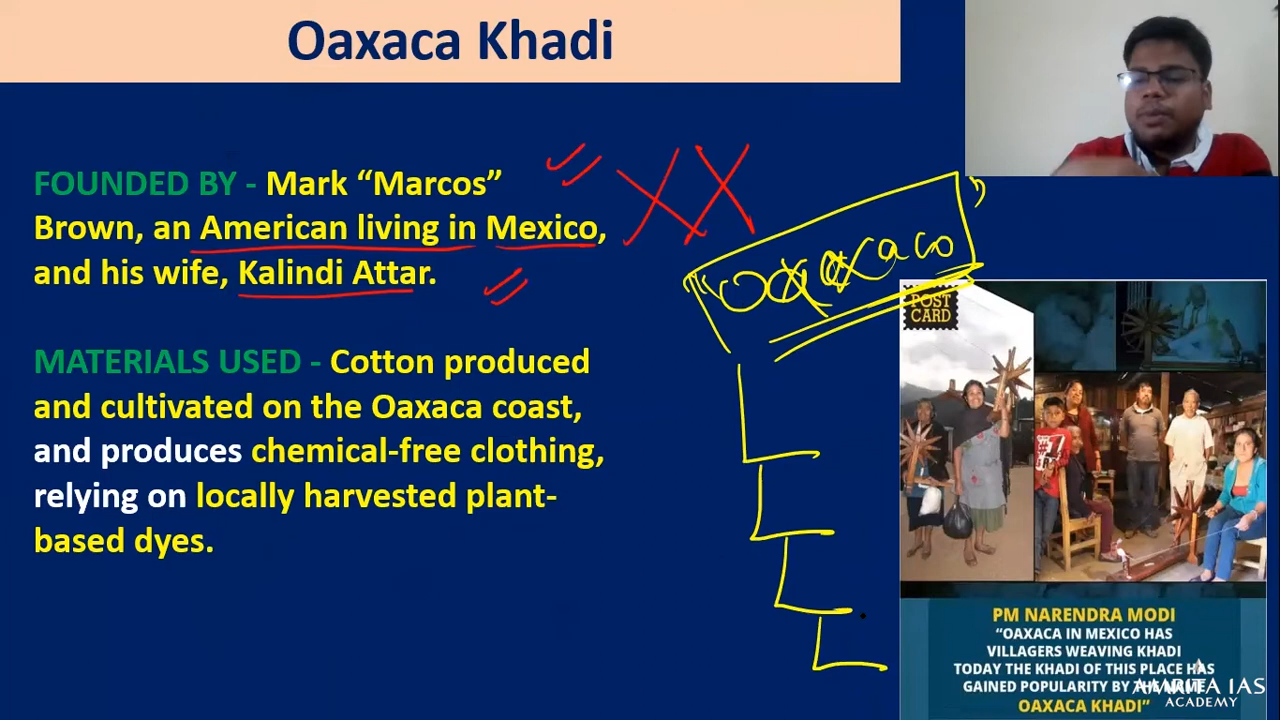 Oaxaca Khadi
FOUNDED BY - Mark “Marcos”
Brown, an American living in Mexico,
and his wife, Kalindi Attar.
MATERIALS USED - Cotton produced
and cultivated on the Oaxaca coast,
and produces chemical-free clothing,
relying on locally harvested plant-
based dyes.
POST
CARD
PM NARENDRA MODI
“OAXACA IN MEXICO HAS
VILLAGERS WEAVING KHADI
TODAY THE KHADI OF THIS PLACE HAS
GAINED POPULARITY BY THE NAME
OAXACA KHADI”
AMRITA IAS
ACADEMY